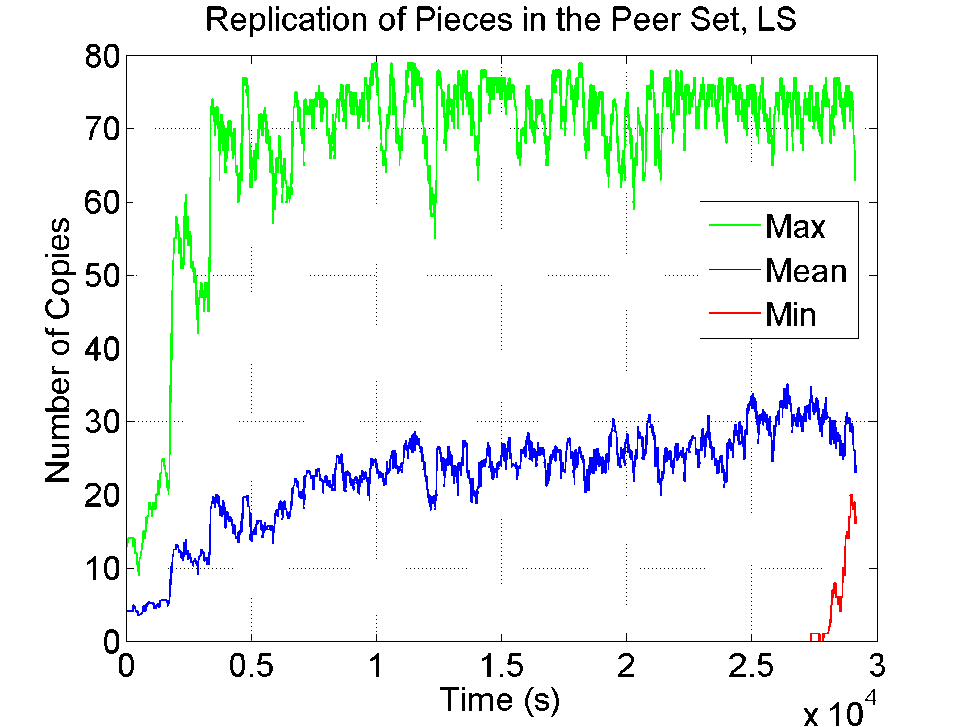 Replication of Pieces in the Peer Set, LS
Number of Copies
80
70
60
50
40
30
20
10
0
Max
Mean
Min
0 0.5 1 1.5 2 2.5 3
Time (s)
x 10^4